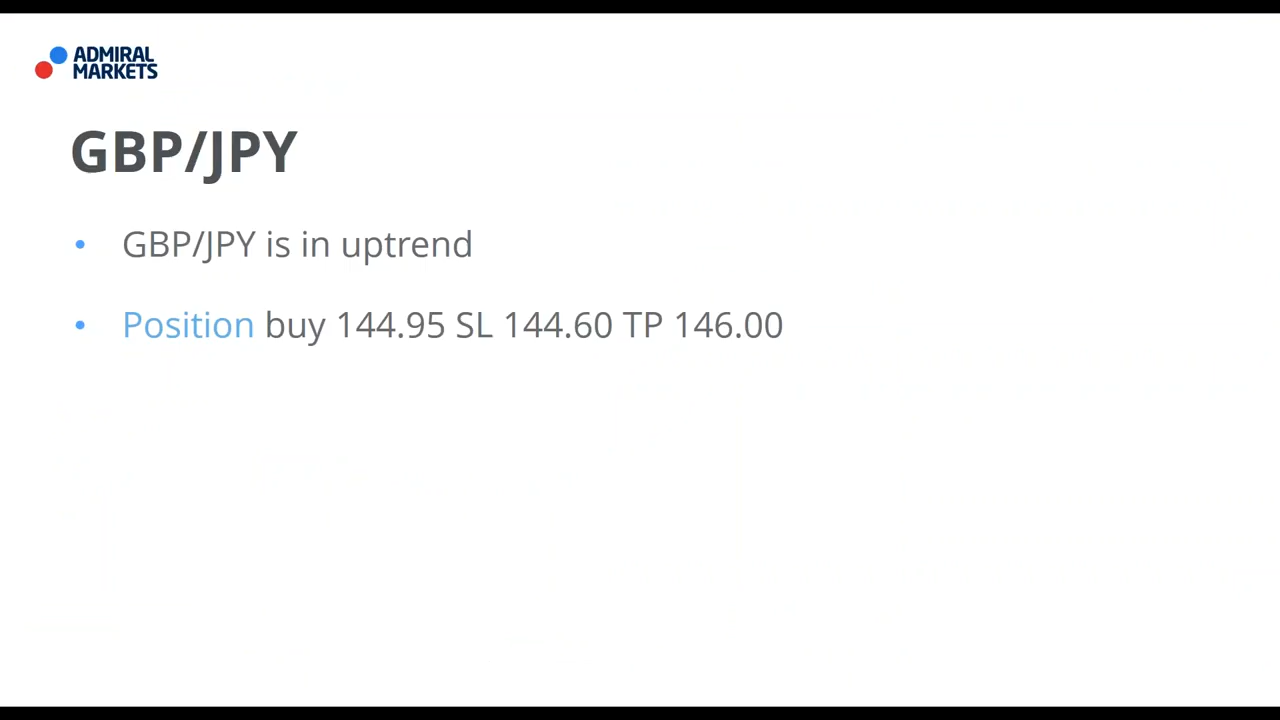 ADMIRAL
MARKETS
GBP/JPY
• GBP/JPY is in uptrend
• Position buy 144.95 SL 144.60 TP 146.00